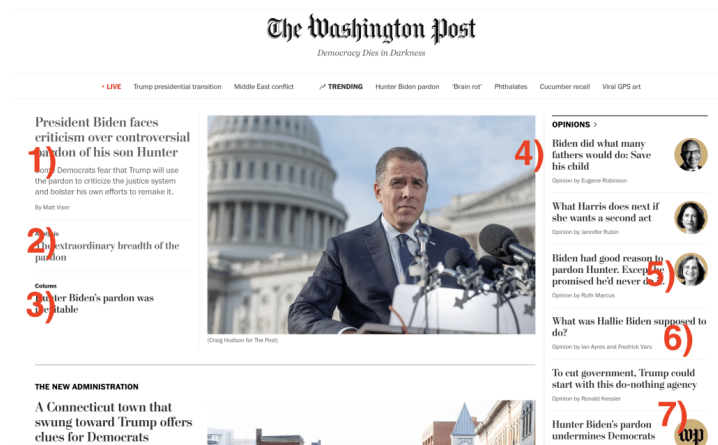 The Washington Post
Democracy Dies in Darkness
• LIVE Trump presidential transition Middle East conflict TRENDING Hunter Biden pardon 'Brain rot' Phthalates Cucumber recall Viral GPS art
President Biden faces
criticism over controversial
1) pardon of his son Hunter
Some Democrats fear that Trump will use
the pardon to criticize the justice system
and bolster his own efforts to remake it.
By Matt Viser
2)
The extraordinary breadth of the
pardon
Column
3) Hunter Biden's pardon was
inevitable
(Craig Hudson for The Post)
THE NEW ADMINISTRATION
A Connecticut town that
swung toward Trump offers
clues for Democrats
OPINIONS >
4) Biden did what many
fathers would do: Save
his child
Opinion by Eugene Robinson
What Harris does next if
she wants a second act
Opinion by Jennifer Rubin
Biden had good reason to
5) pardon Hunter. Except he
promised he'd never do it.
Opinion by Ruth Marcus
What was Hallie Biden supposed to
do?
6)
Opinion by Ian Ayres and Fredrick Vars
To cut government, Trump could
start with this do-nothing agency
Opinion by Ronald Kessler
7)
Hunter Biden's pardon
undermines Democrats
wp